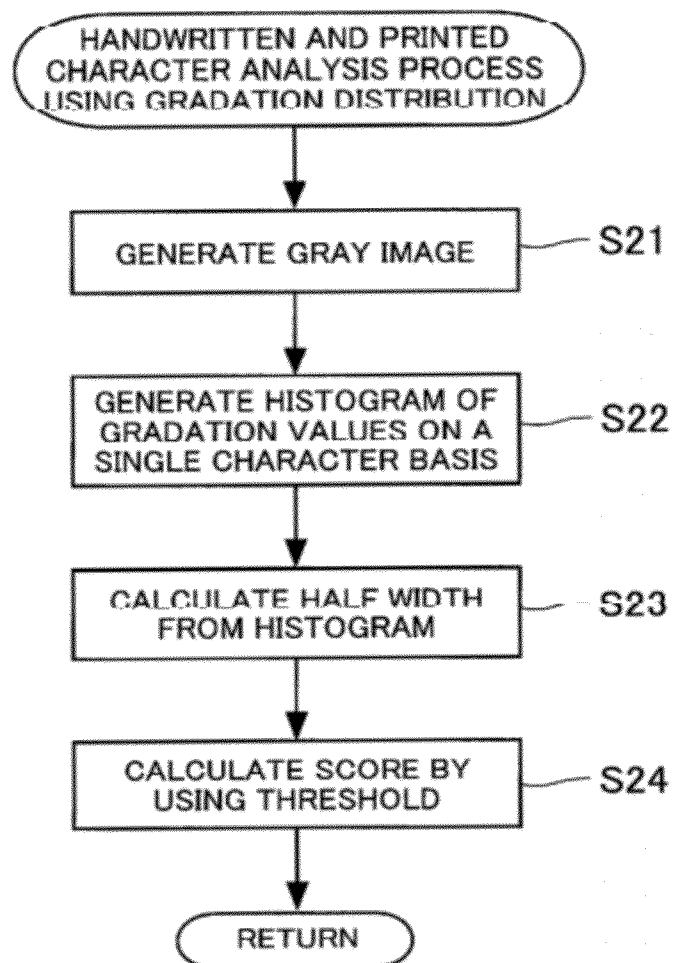 HANDWRITTEN AND PRINTED
CHARACTER ANALYSIS PROCESS
USING GRADATION DISTRIBUTION
GENERATE GRAY IMAGE
S21
GENERATE HISTOGRAM OF
GRADATION VALUES ON A
SINGLE CHARACTER BASIS
S22
CALCULATE HALF WIDTH
FROM HISTOGRAM
S23
CALCULATE SCORE BY
USING THRESHOLD
S24
RETURN